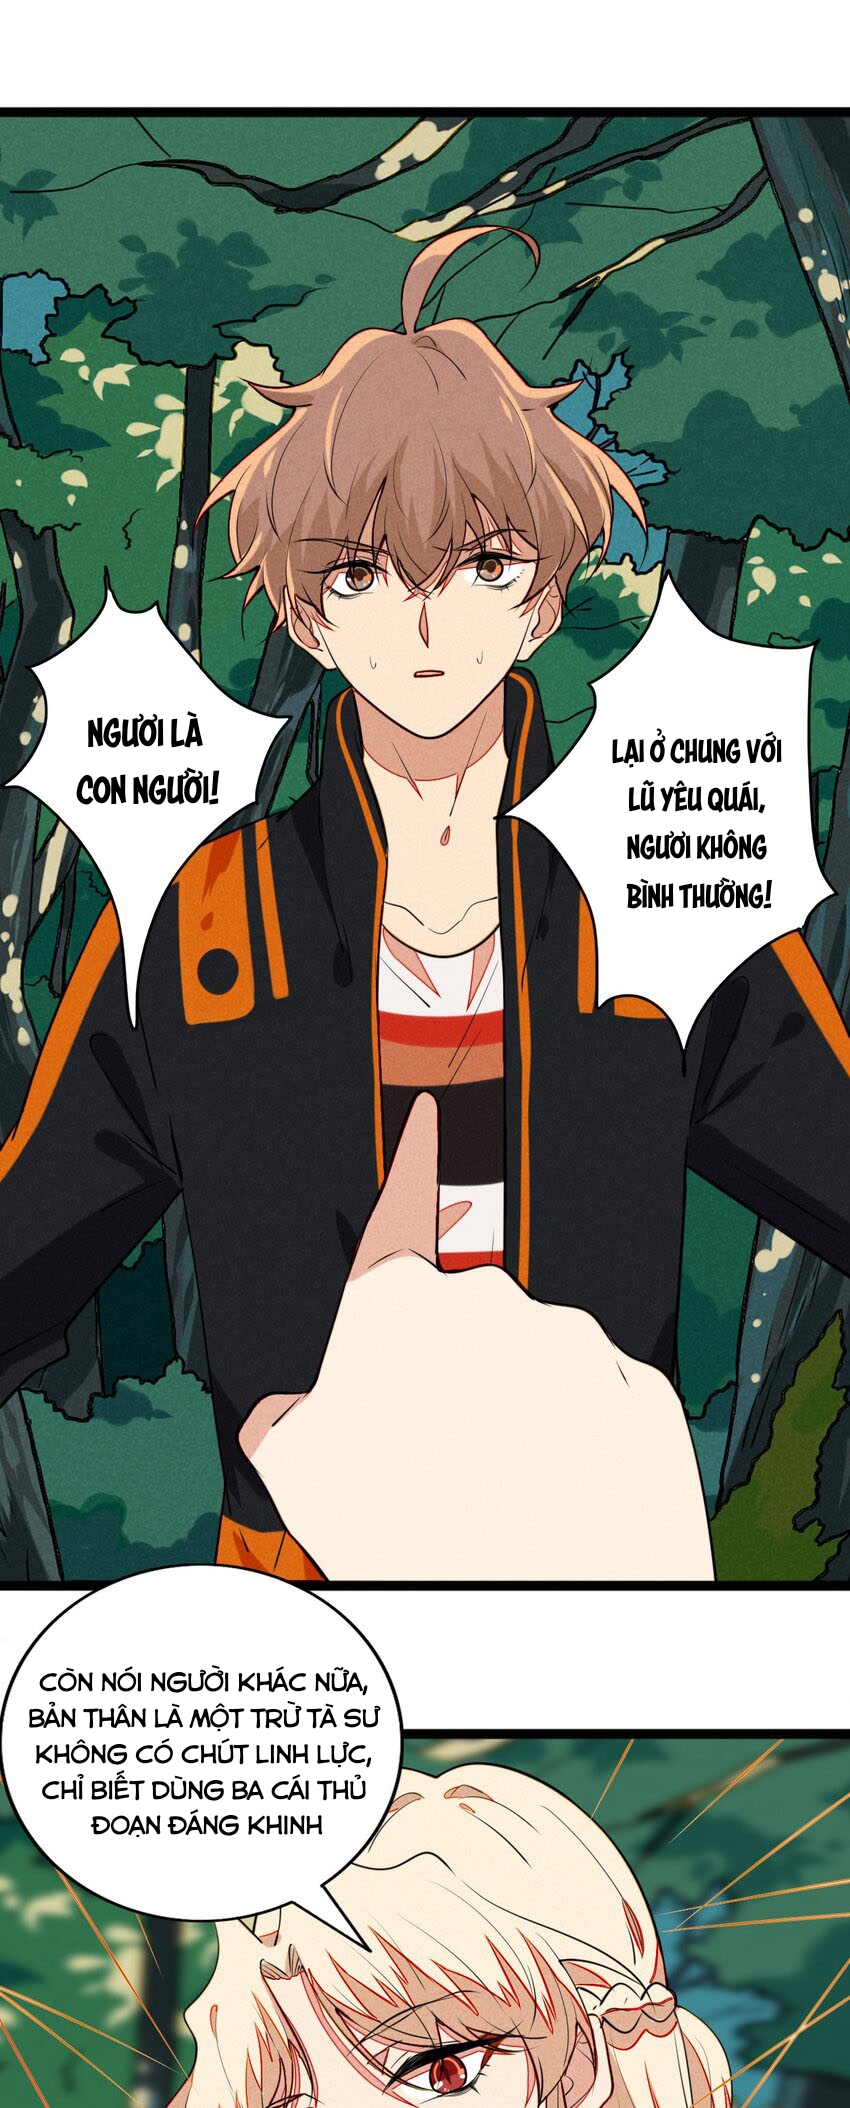 NGƯƠI LÀ
CON NGƯỜI!
LẠI Ở CHUNG VỚI
LŨ YÊU QUÁI,
NGƯƠI KHÔNG
BÌNH THƯỜNG!
CÒN NÓI NGƯỜI KHÁC NỮA,
BẢN THÂN LÀ MỘT TRỪ TÀ SƯ
KHÔNG CÓ CHÚT LINH LỰC,
CHỈ BIẾT DÙNG BA CÁI THỦ
ĐOẠN ĐÁNG KHINH